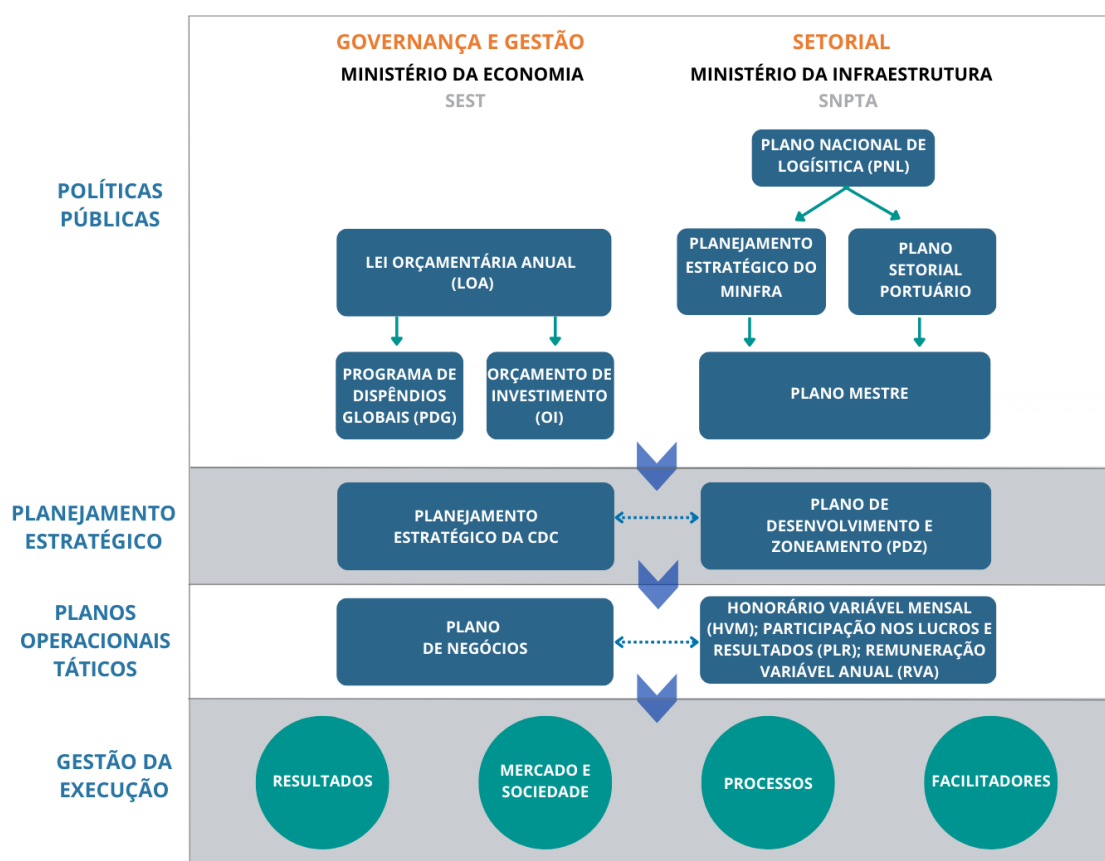 GOVERNANÇA E GESTÃO
MINISTÉRIO DA ECONOMIA
SEST
SETORIAL
MINISTÉRIO DA INFRAESTRUTURA
SNPTA
POLÍTICAS
PÚBLICAS
PLANO NACIONAL DE
LOGÍSITICA (PNL)
LEI ORÇAMENTÁRIA ANUAL
(LOA)
PLANEJAMENTO
ESTRATÉGICO DO
MINFRA
PLANO
SETORIAL
PORTUÁRIO
PROGRAMA DE
DISPÊNDIOS
GLOBAIS (PDG)
ORÇAMENTO DE
INVESTIMENTO
(OI)
PLANO MESTRE
PLANEJAMENTO
ESTRATÉGICO
PLANEJAMENTO
ESTRATÉGICO DA CDC
PLANO DE
DESENVOLVIMENTO E
ZONEAMENTO (PDZ)
PLANOS
OPERACIONAIS
TÁTICOS
PLANO
DE NEGÓCIOS
HONORÁRIO VARIÁVEL MENSAL
(HVM); PARTICIPAÇÃO NOS LUCROS E
RESULTADOS (PLR); REMUNERAÇÃO
VARIÁVEL ANUAL (RVA)
GESTÃO DA
EXECUÇÃO
RESULTADOS
MERCADO E
SOCIEDADE
PROCESSOS
FACILITADORES